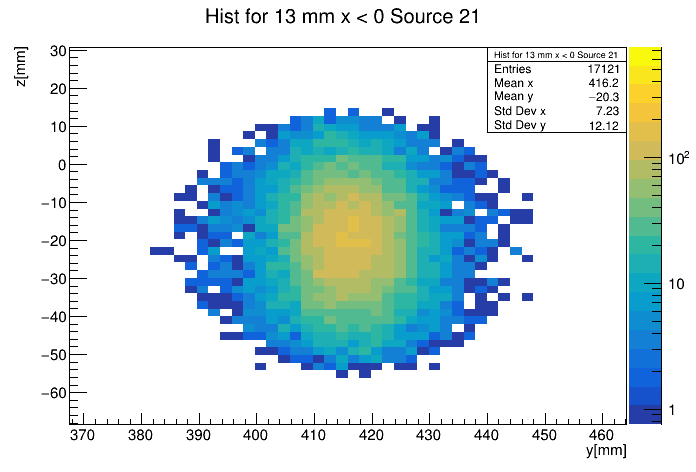 Hist for 13 mm x < 0 Source 21
z[mm]
Hist for 13 mm x < 0 Source 21
Entries 17121
Mean x 416.2
Mean y −20.3
Std Dev x 7.23
Std Dev y 12.12
30
20
10
0
−10
−20
−30
−40
−50
−60
10²
10
1
370 380 390 400 410 420 430 440 450 460
y[mm]